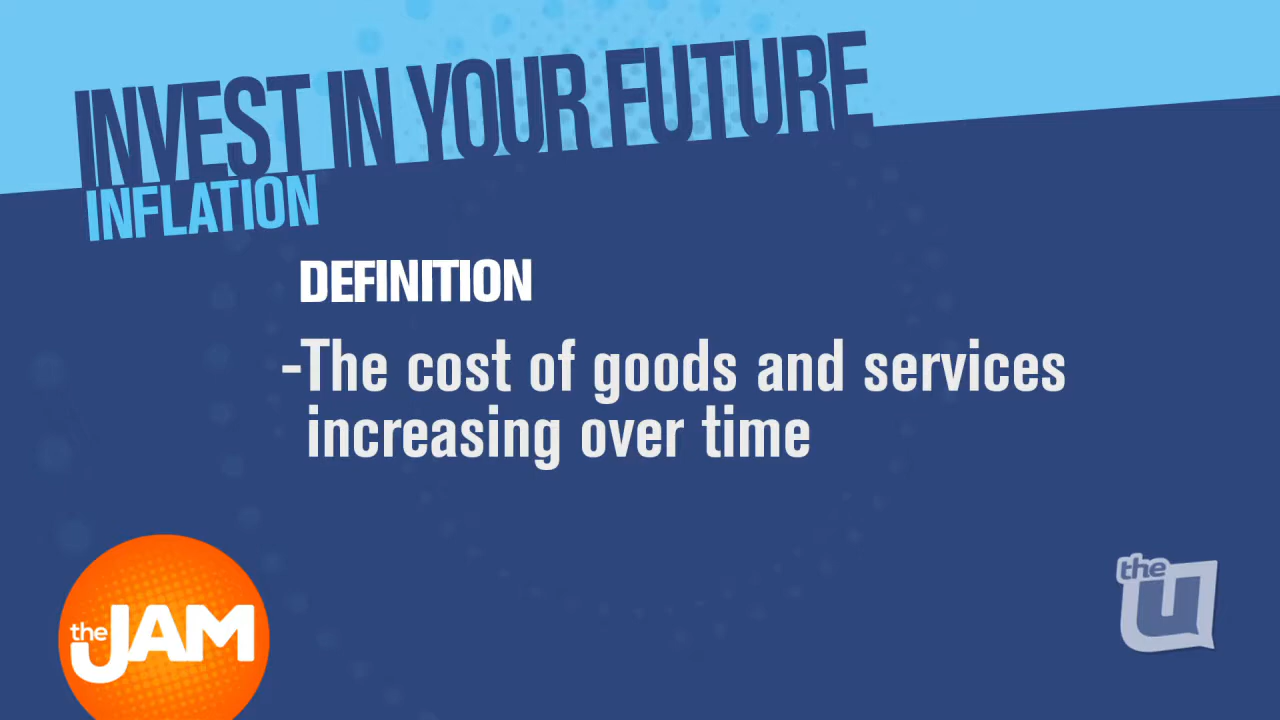 INVEST IN YOUR FUTURE
INFLATION
DEFINITION
-The cost of goods and services
increasing over time
the JAM
the U